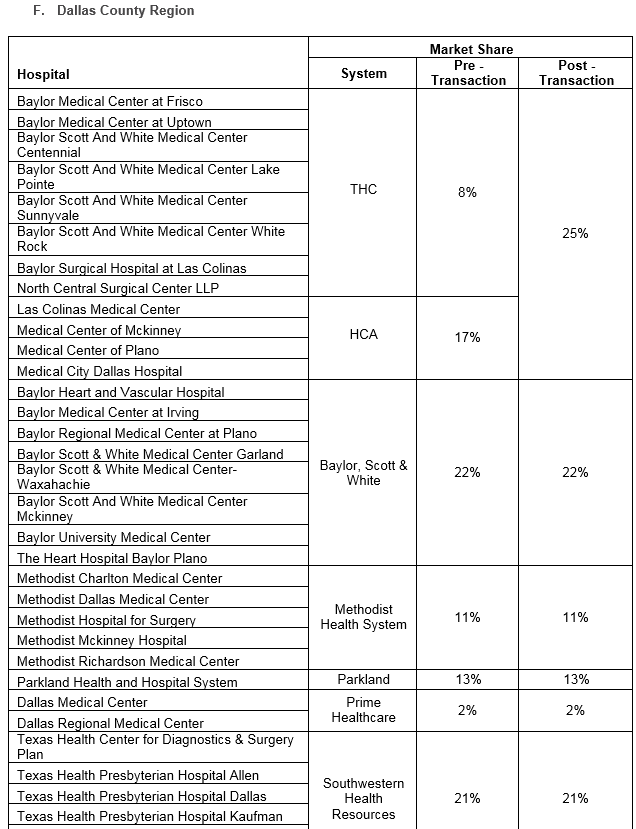 F. Dallas County Region
Hospital
Market Share
System
Pre -
Transaction
Post -
Transaction
Baylor Medical Center at Frisco
Baylor Medical Center at Uptown
Baylor Scott And White Medical Center
Centennial
Baylor Scott And White Medical Center Lake
Pointe
Baylor Scott And White Medical Center
Sunnyvale
Baylor Scott And White Medical Center White
Rock
Baylor Surgical Hospital at Las Colinas
North Central Surgical Center LLP
THC
8%
25%
Las Colinas Medical Center
Medical Center of Mckinney
Medical Center of Plano
Medical City Dallas Hospital
HCA
17%
Baylor Heart and Vascular Hospital
Baylor Medical Center at Irving
Baylor Regional Medical Center at Plano
Baylor Scott & White Medical Center Garland
Baylor Scott & White Medical Center-
Waxahachie
Baylor Scott And White Medical Center
Mckinney
Baylor University Medical Center
The Heart Hospital Baylor Plano
Baylor, Scott &
White
22%
22%
Methodist Charlton Medical Center
Methodist Dallas Medical Center
Methodist Hospital for Surgery
Methodist Mckinney Hospital
Methodist Richardson Medical Center
Methodist
Health System
11%
11%
Parkland Health and Hospital System
Parkland
13%
13%
Dallas Medical Center
Dallas Regional Medical Center
Prime
Healthcare
2%
2%
Texas Health Center for Diagnostics & Surgery
Plan
Texas Health Presbyterian Hospital Allen
Texas Health Presbyterian Hospital Dallas
Texas Health Presbyterian Hospital Kaufman
Southwestern
Health
Resources
21%
21%